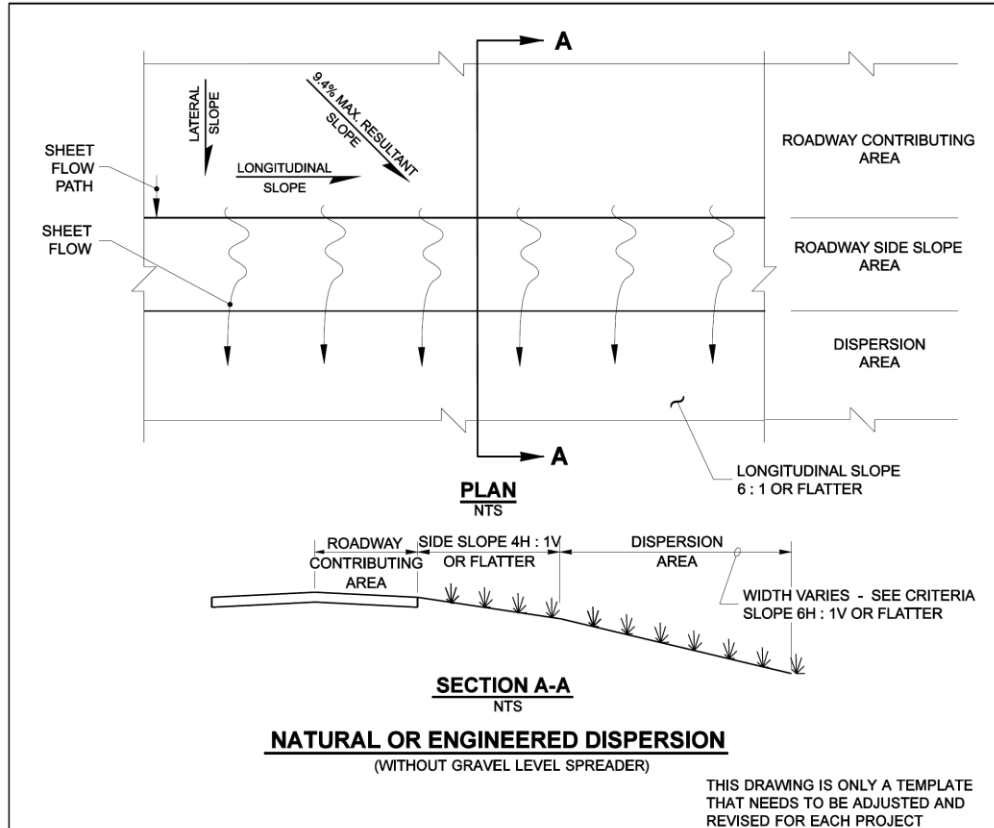 A
LATERAL
SLOPE
9.4% MAX. RESULTANT
SLOPE
LONGITUDINAL
SLOPE
SHEET
FLOW
PATH
SHEET
FLOW
ROADWAY CONTRIBUTING
AREA
ROADWAY SIDE SLOPE
AREA
DISPERSION
AREA
A
LONGITUDINAL SLOPE
6 : 1 OR FLATTER
PLAN
NTS
ROADWAY
CONTRIBUTING
AREA
SIDE SLOPE 4H : 1V
OR FLATTER
DISPERSION
AREA
WIDTH VARIES - SEE CRITERIA
SLOPE 6H : 1V OR FLATTER
SECTION A-A
NTS
NATURAL OR ENGINEERED DISPERSION
(WITHOUT GRAVEL LEVEL SPREADER)
THIS DRAWING IS ONLY A TEMPLATE
THAT NEEDS TO BE ADJUSTED AND
REVISED FOR EACH PROJECT